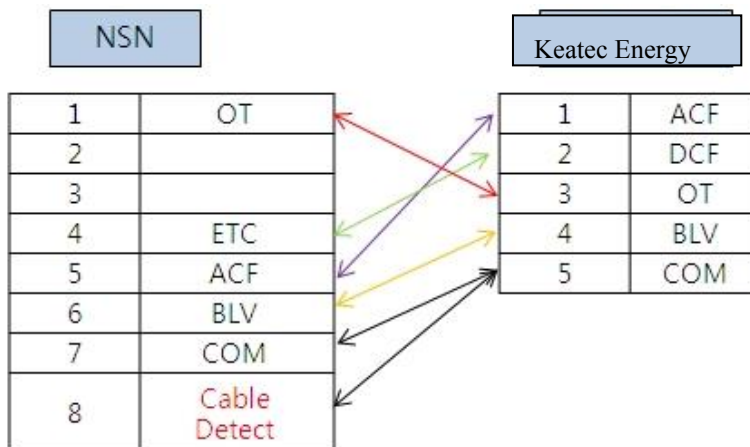 NSN
Keatec Energy
1 OT
2
3
4 ETC
5 ACF
6 BLV
7 COM
8 Cable
Detect
1 ACF
2 DCF
3 OT
4 BLV
5 COM